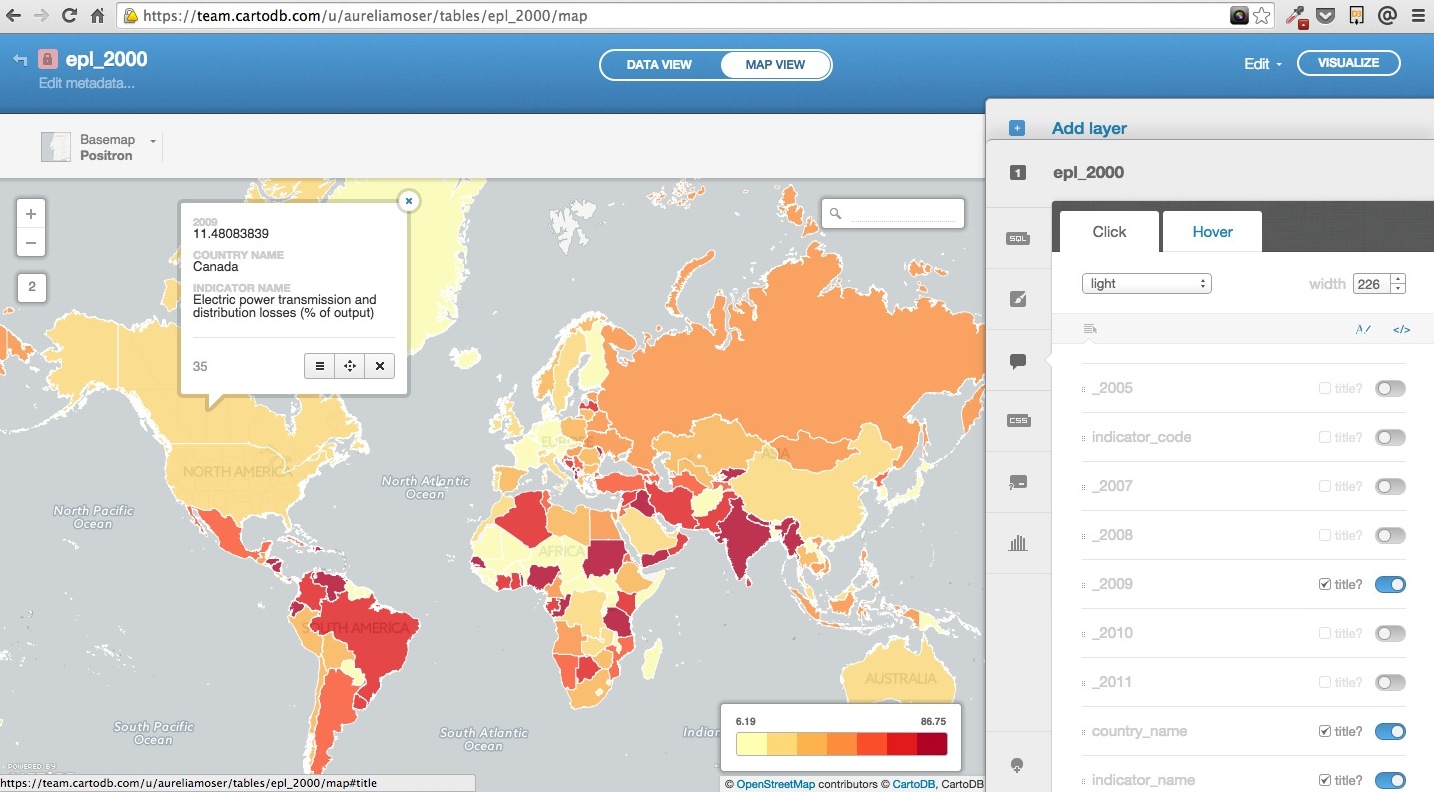 https://team.cartodb.com/u/aureliamoser/tables/epl_2000/map
epl_2000
Edit metadata...
DATA VIEW
MAP VIEW
Edit
VISUALIZE
Basemap
Positron
Add layer
1
epl_2000
+
−
2
2009
11.48083839
COUNTRY NAME
Canada
INDICATOR NAME
Electric power transmission and
distribution losses (% of output)
35
NORTH AMERICA
North Atlantic
Ocean
North Pacific
Ocean
EUROPE
ASIA
AFRICA
SOUTH AMERICA
AUSTRALIA
South Pacific
Ocean
South Atlantic
Ocean
Indian
6.19
86.75
POWERED BY
© OpenStreetMap contributors © CartoDB, CartoDB
https://team.cartodb.com/u/aureliamoser/tables/epl_2000/map#title
SQL
CSS
Click
Hover
light
width
226
A/
</>
_2005
title?
indicator_code
title?
_2007
title?
_2008
title?
_2009
title?
_2010
title?
_2011
title?
country_name
title?
indicator_name
title?